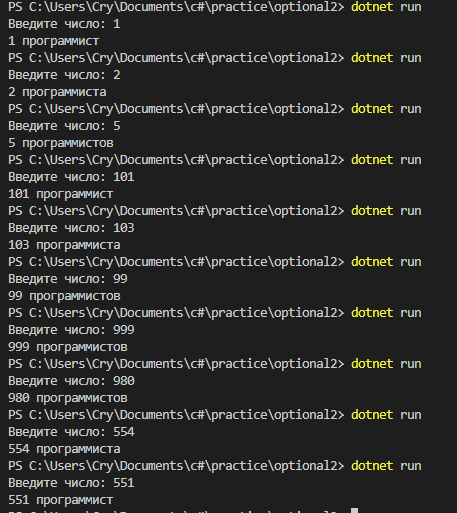 PS C:\Users\Cry\Documents\c#\practice\optional2> dotnet run
Введите число: 1
1 программист
PS C:\Users\Cry\Documents\c#\practice\optional2> dotnet run
Введите число: 2
2 программиста
PS C:\Users\Cry\Documents\c#\practice\optional2> dotnet run
Введите число: 5
5 программистов
PS C:\Users\Cry\Documents\c#\practice\optional2> dotnet run
Введите число: 101
101 программист
PS C:\Users\Cry\Documents\c#\practice\optional2> dotnet run
Введите число: 103
103 программиста
PS C:\Users\Cry\Documents\c#\practice\optional2> dotnet run
Введите число: 99
99 программистов
PS C:\Users\Cry\Documents\c#\practice\optional2> dotnet run
Введите число: 999
999 программистов
PS C:\Users\Cry\Documents\c#\practice\optional2> dotnet run
Введите число: 980
980 программистов
PS C:\Users\Cry\Documents\c#\practice\optional2> dotnet run
Введите число: 554
554 программиста
PS C:\Users\Cry\Documents\c#\practice\optional2> dotnet run
Введите число: 551
551 программист
PS C:\Users\Cry\Documents\c#\practice\optional2>